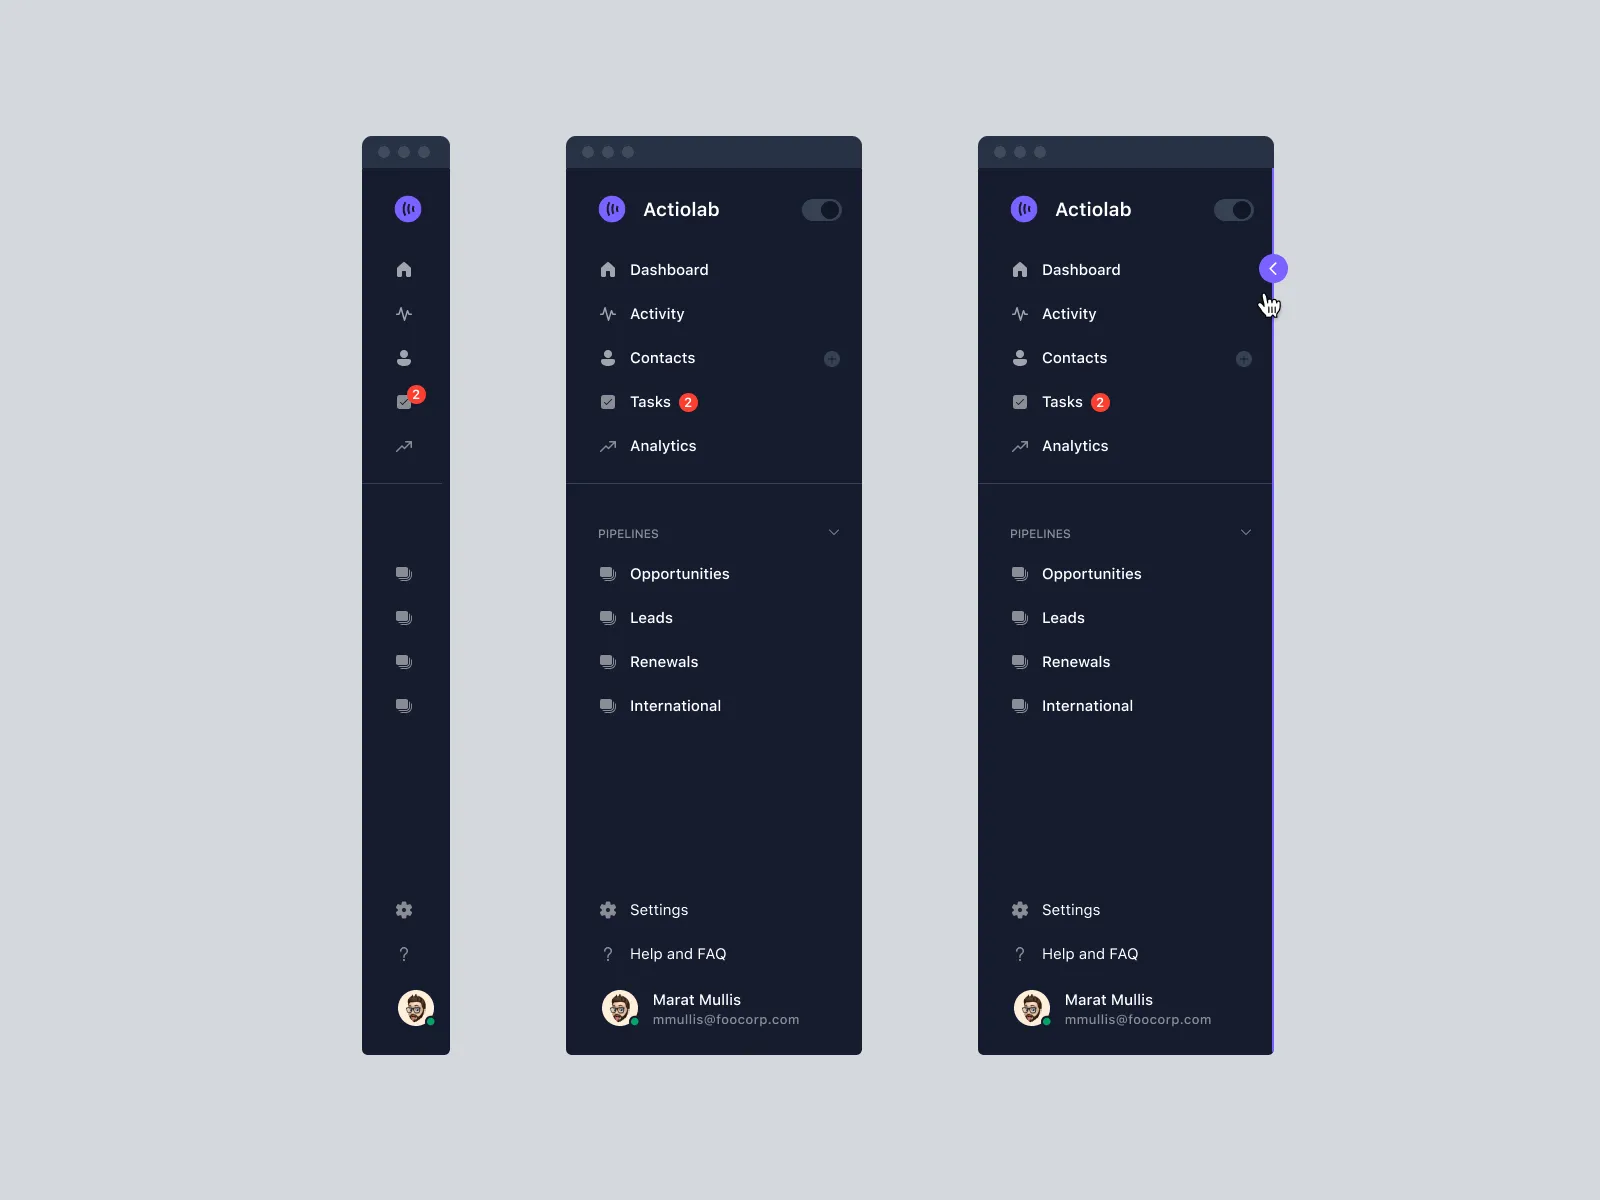 2
Actiolab
Dashboard
Activity
Contacts
Tasks 2
Analytics
PIPELINES
Opportunities
Leads
Renewals
International
Settings
? Help and FAQ
Marat Mullis
mmullis@foocorp.com
Actiolab
Dashboard
Activity
Contacts
Tasks 2
Analytics
PIPELINES
Opportunities
Leads
Renewals
International
Settings
? Help and FAQ
Marat Mullis
mmullis@foocorp.com